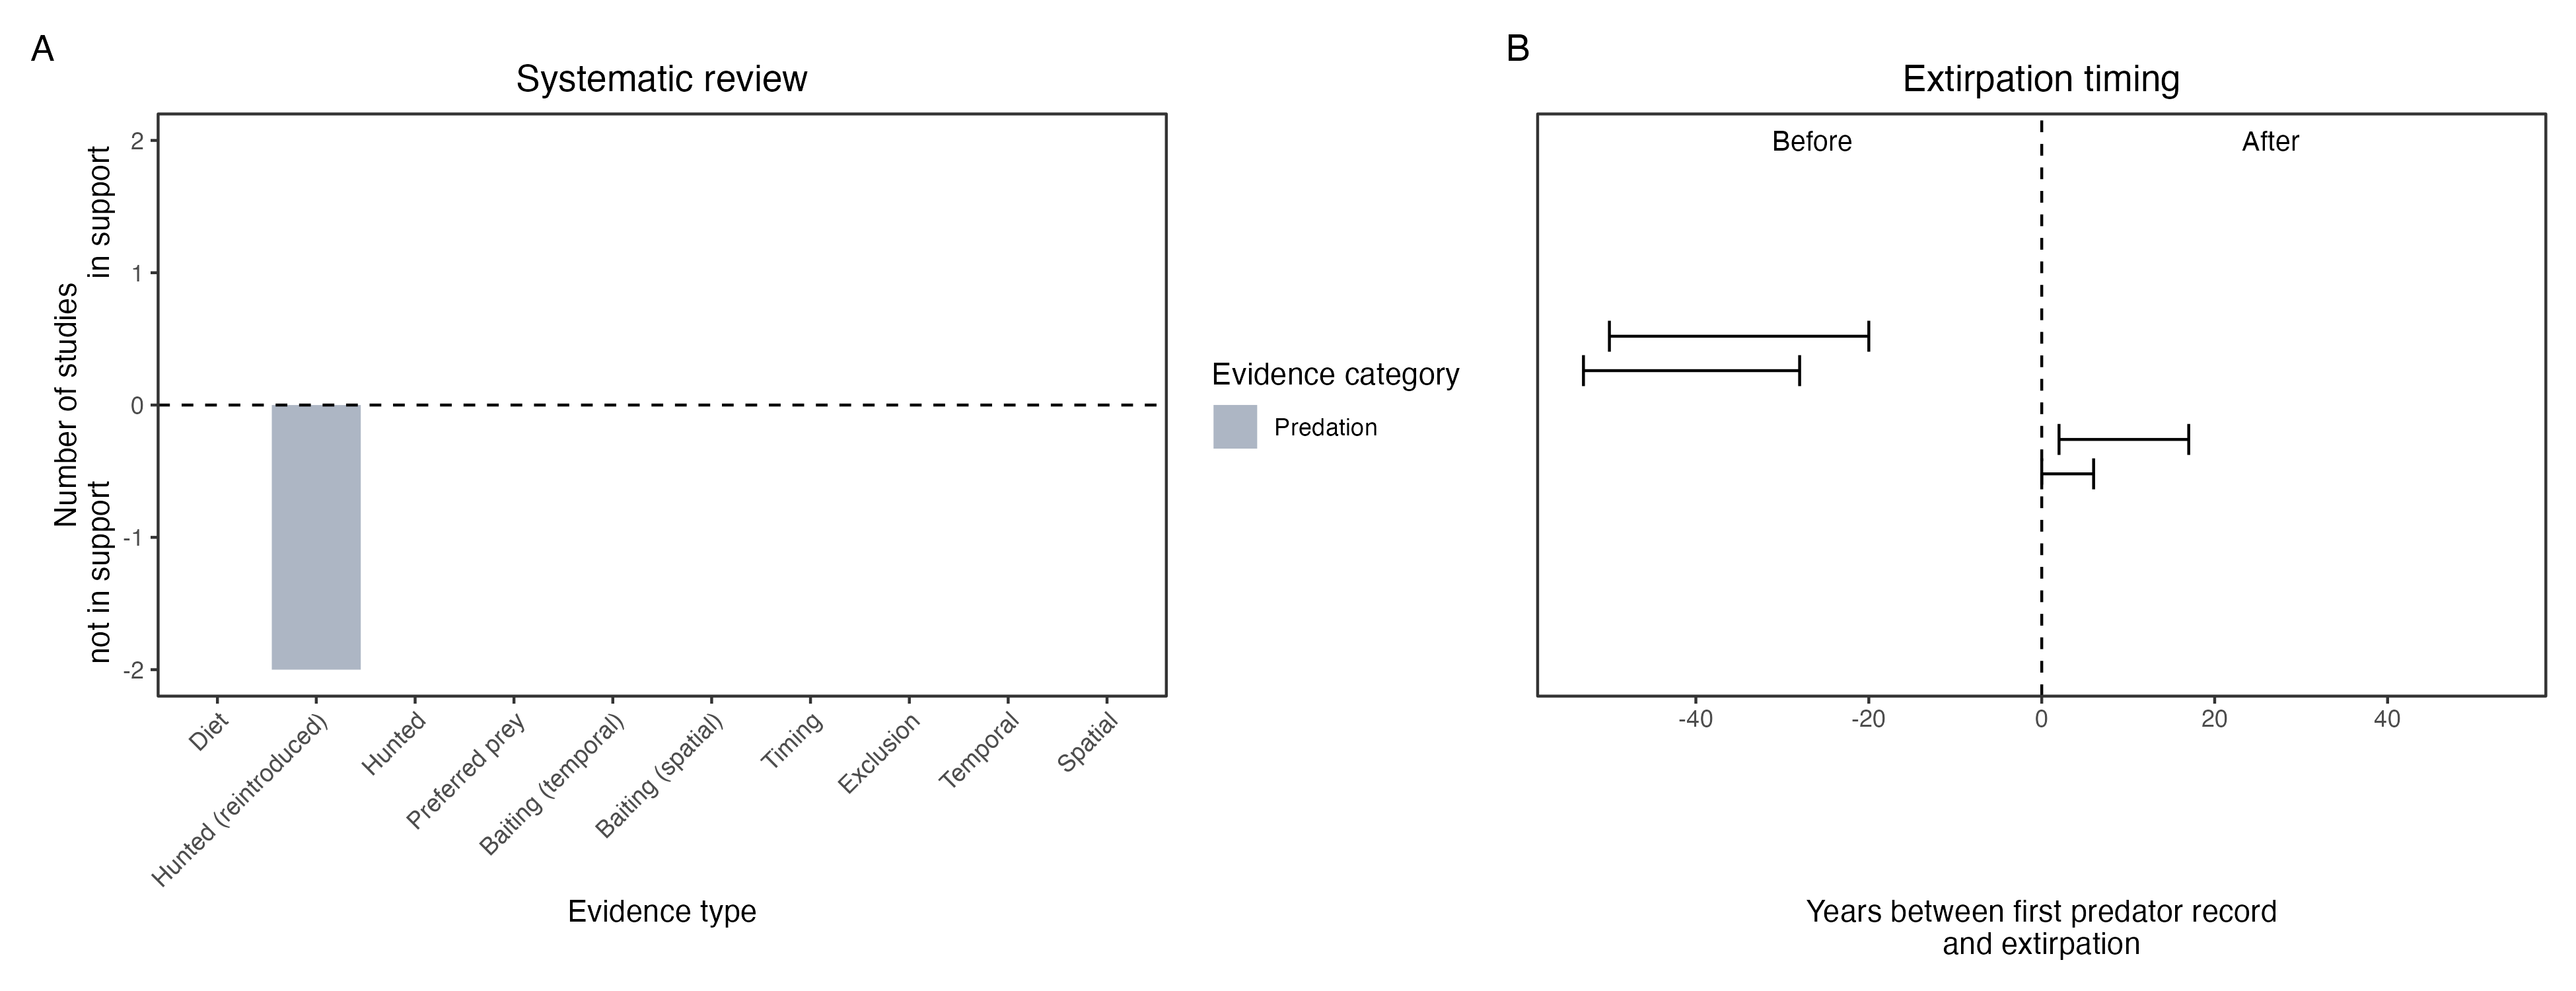 A
Systematic review
Number of studies
in support
not in support
2
1
0
-1
-2
Diet
Hunted (reintroduced)
Hunted
Preferred prey
Baiting (temporal)
Baiting (spatial)
Timing
Exclusion
Temporal
Spatial
Evidence type
Evidence category
Predation
B
Extirpation timing
Before
After
-40
-20
0
20
40
Years between first predator record
and extirpation